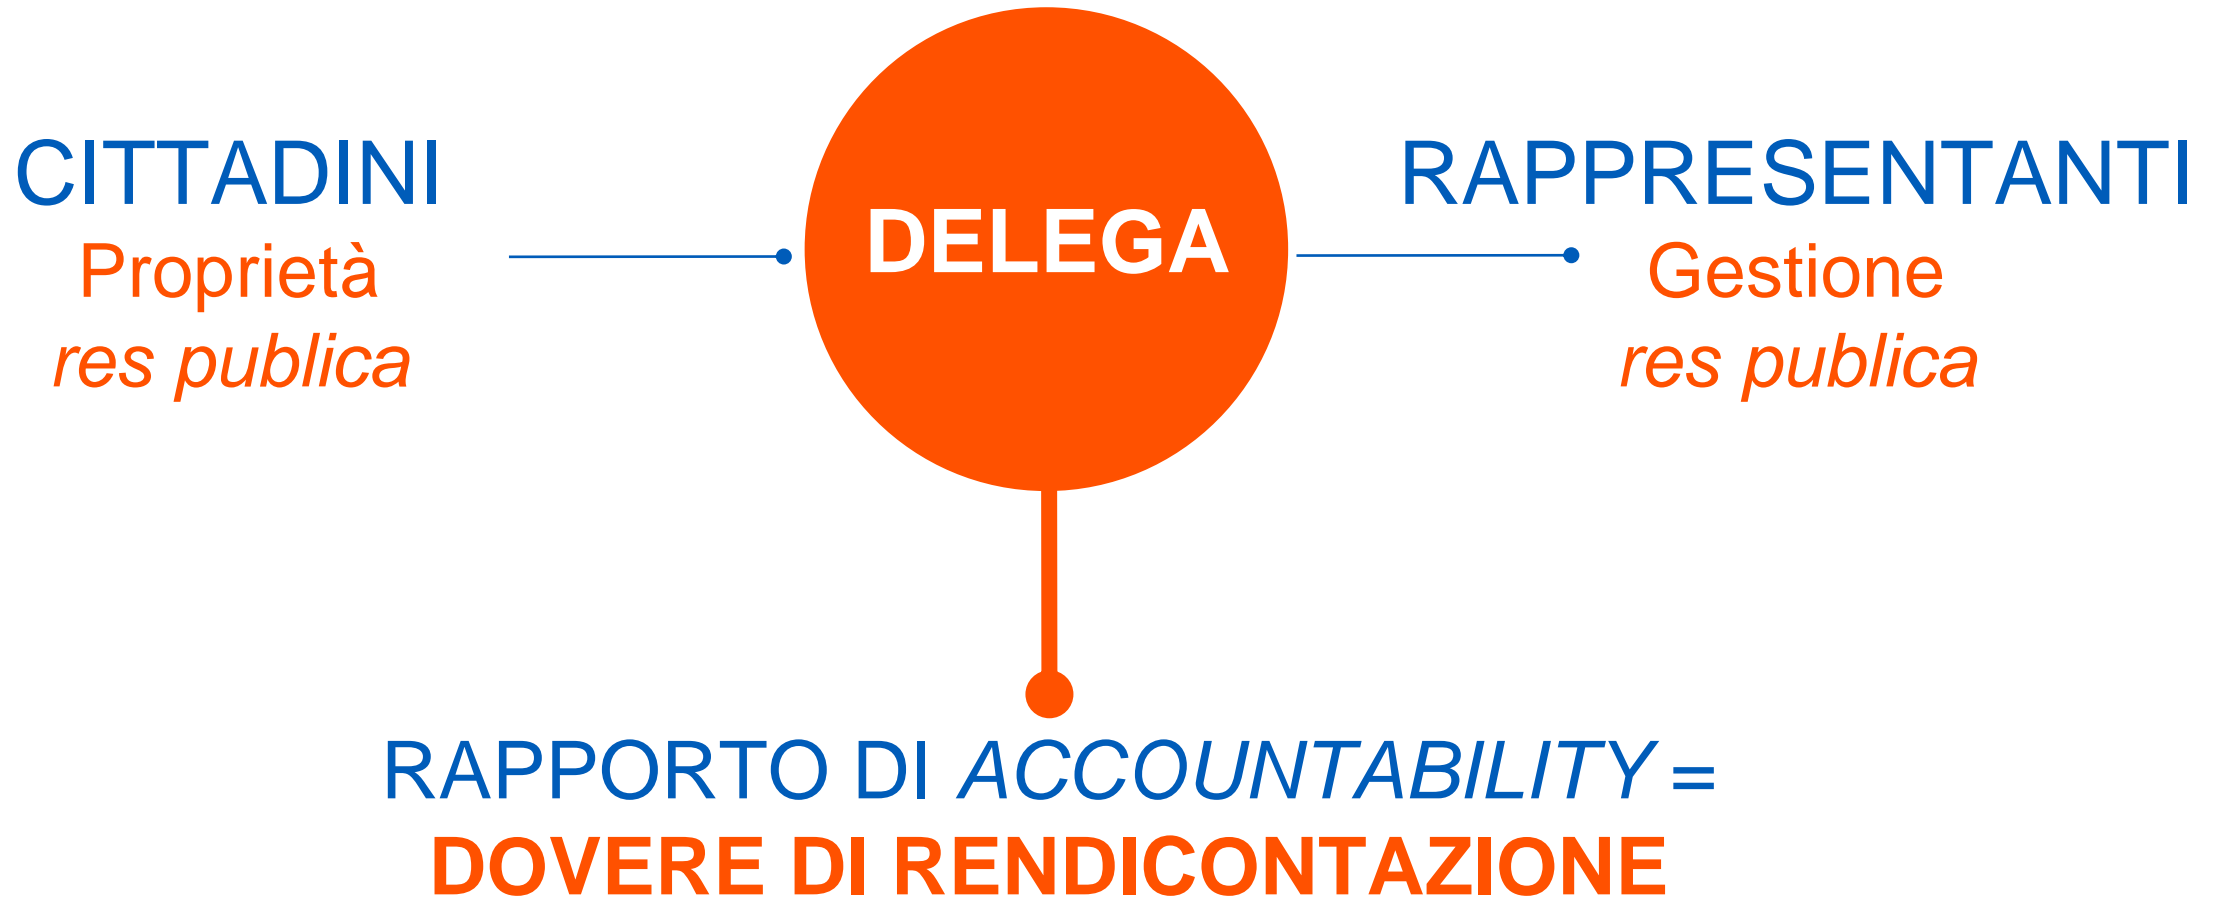 CITTADINI
Proprietà
res publica
DELEGA
RAPPRESENTANTI
Gestione
res publica
RAPPORTO DI ACCOUNTABILITY =
DOVERE DI RENDICONTAZIONE